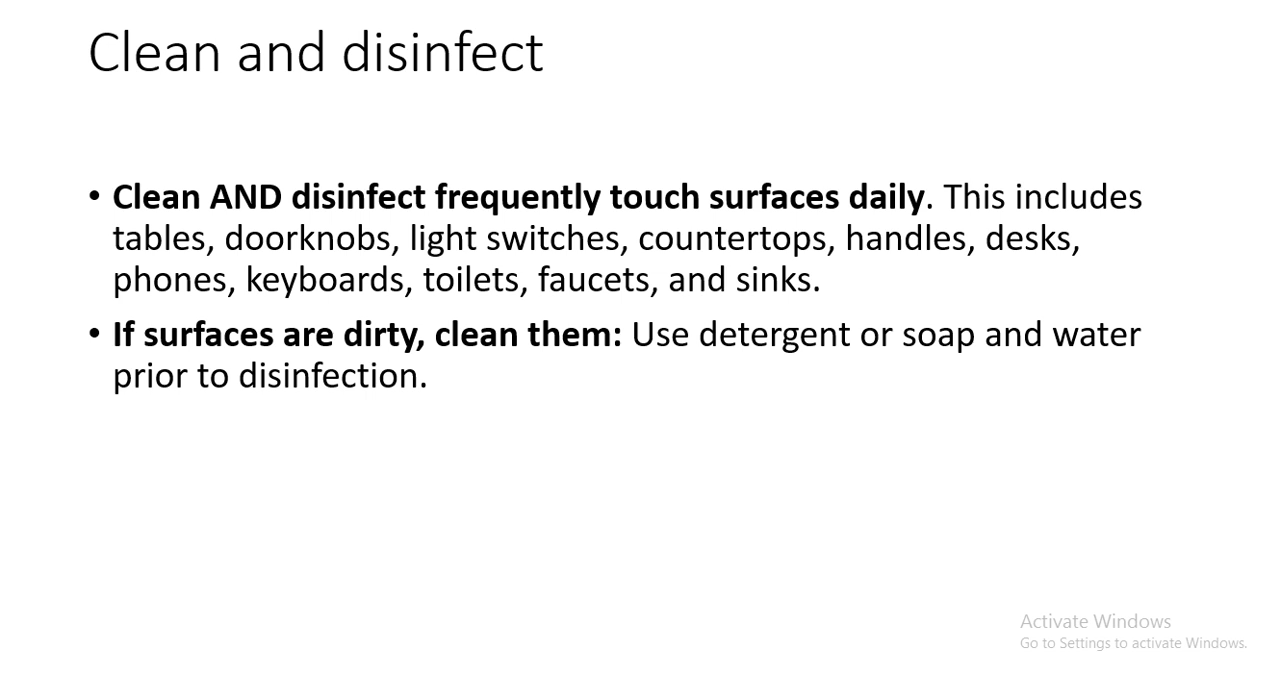 Clean and disinfect
• Clean AND disinfect frequently touch surfaces daily. This includes
tables, doorknobs, light switches, countertops, handles, desks,
phones, keyboards, toilets, faucets, and sinks.
• If surfaces are dirty, clean them: Use detergent or soap and water
prior to disinfection.
Activate Windows
Go to Settings to activate Windows.